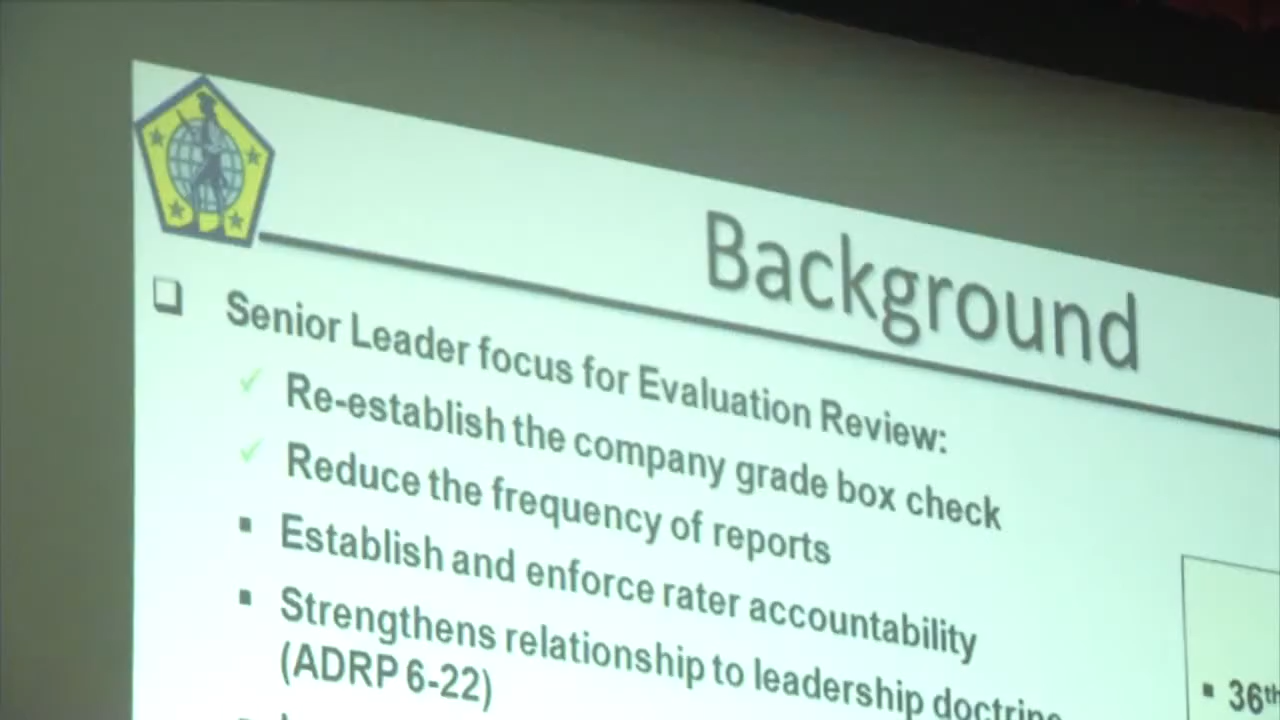 Background
Senior Leader focus for Evaluation Review:
Re-establish the company grade box check
Reduce the frequency of reports
Establish and enforce rater accountability
Strengthens relationship to leadership doctrine
(ADRP 6-22)
36th